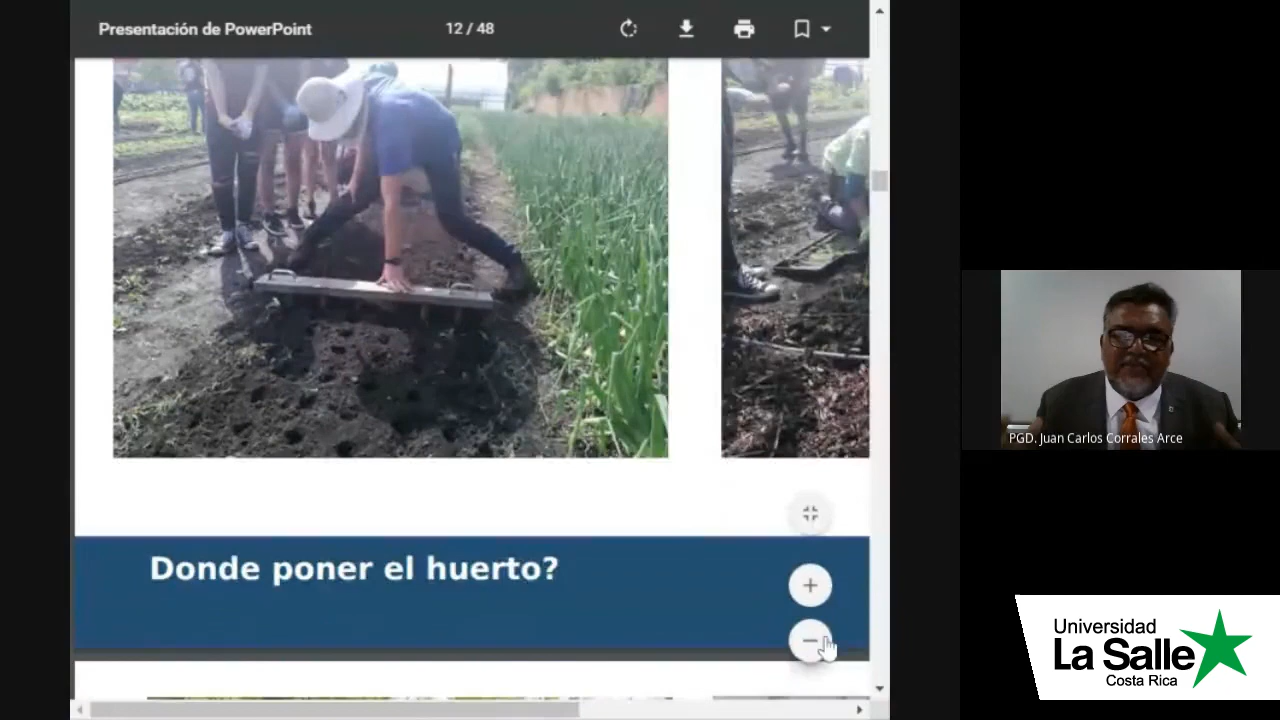 Presentación de PowerPoint
12 / 48
Donde poner el huerto?
PGD. Juan Carlos Corrales Arce
Universidad
La Salle
Costa Rica